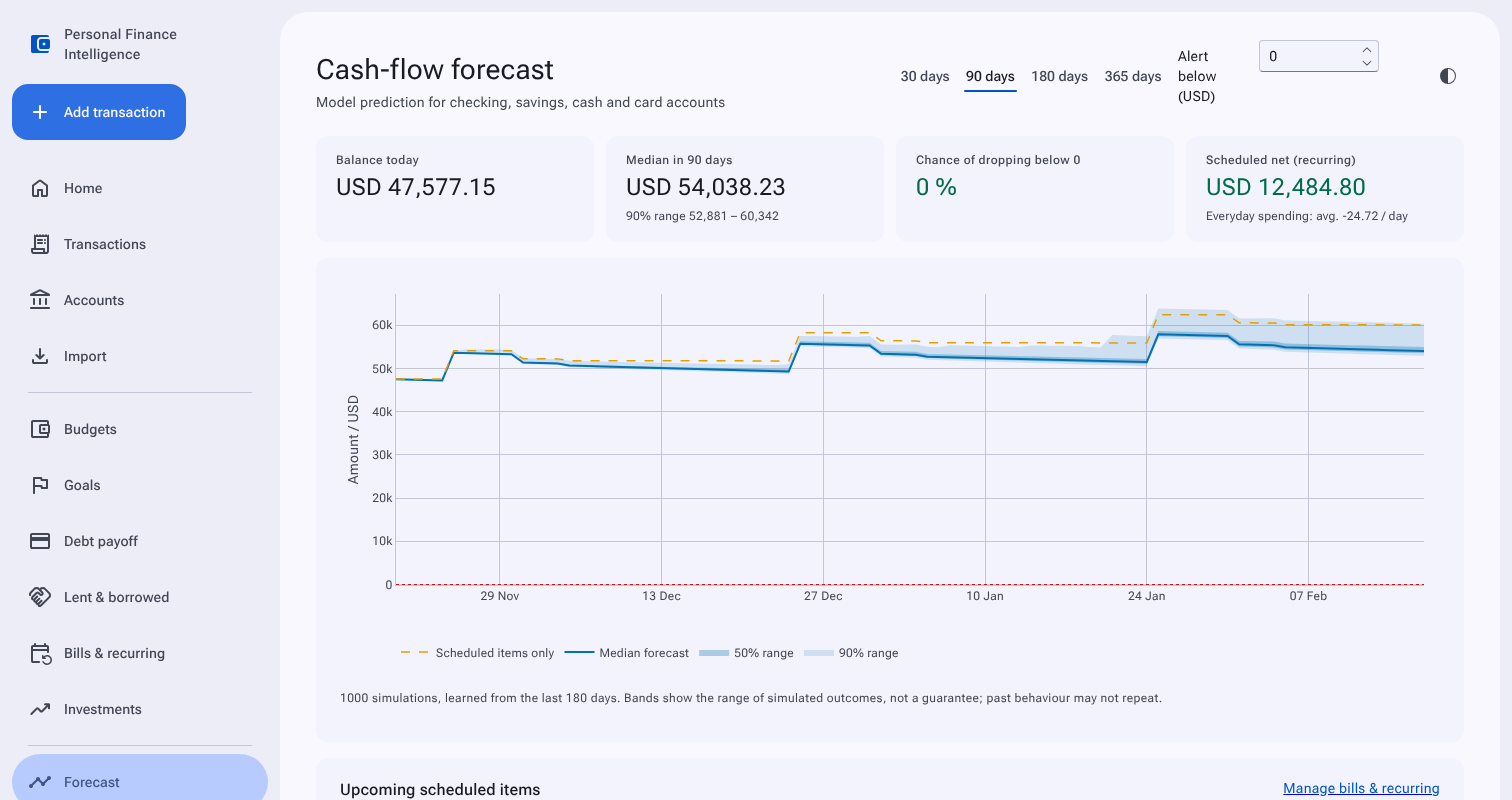 Personal Finance
Intelligence
Add transaction
Home
Transactions
Accounts
Import
Budgets
Goals
Debt payoff
Lent & borrowed
Bills & recurring
Investments
Forecast
Cash-flow forecast
Model prediction for checking, savings, cash and card accounts
30 days
90 days
180 days
365 days
Alert
below
(USD)
0
Balance today
USD 47,577.15
Median in 90 days
USD 54,038.23
90% range 52,881 – 60,342
Chance of dropping below 0
0 %
Scheduled net (recurring)
USD 12,484.80
Everyday spending: avg. -24.72 / day
Amount / USD
60k
50k
40k
30k
20k
10k
0
29 Nov
13 Dec
27 Dec
10 Jan
24 Jan
07 Feb
Scheduled items only
Median forecast
50% range
90% range
1000 simulations, learned from the last 180 days. Bands show the range of simulated outcomes, not a guarantee; past behaviour may not repeat.
Upcoming scheduled items
Manage bills & recurring